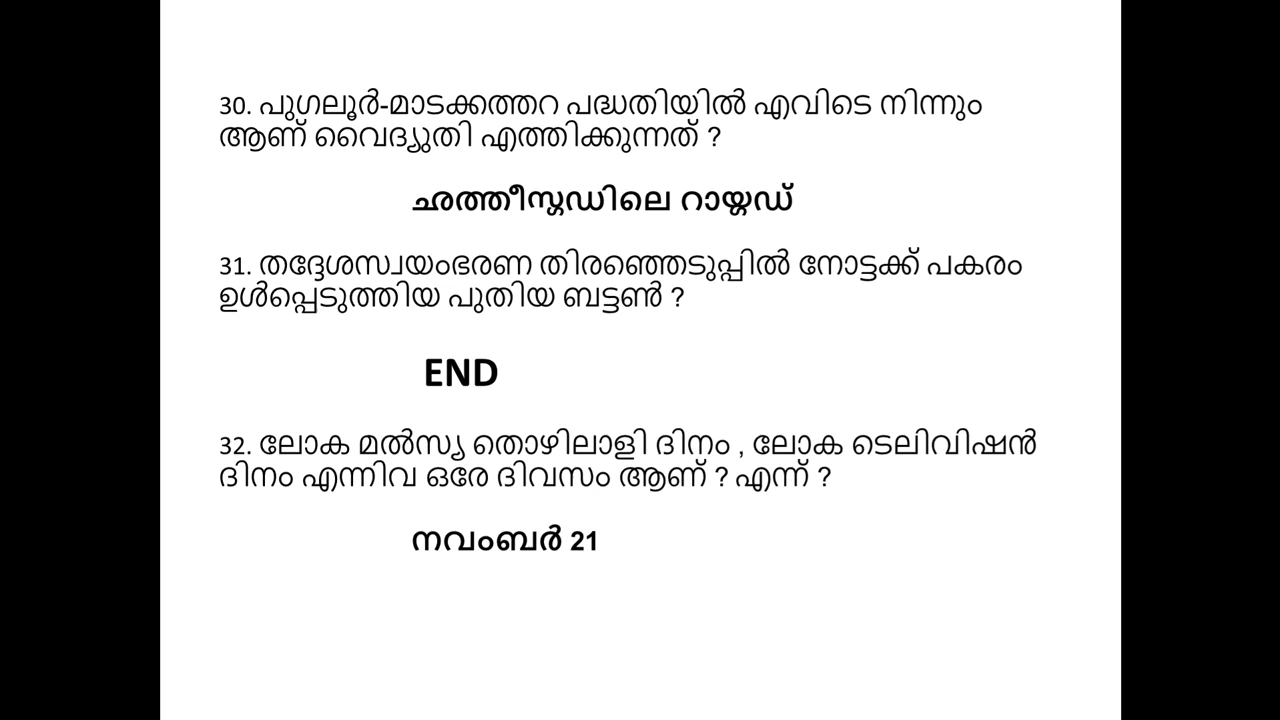 30. പുഗലൂർ-മാടക്കത്തറ പദ്ധതിയിൽ എവിടെ നിന്നും
ആണ് വൈദ്യുതി എത്തിക്കുന്നത് ?
ഛത്തീസ്ഗഡിലെ റായ്ഗഡ്
31. തദ്ദേശസ്വയംഭരണ തിരഞ്ഞെടുപ്പിൽ നോട്ടക്ക് പകരം
ഉൾപ്പെടുത്തിയ പുതിയ ബട്ടൺ ?
END
32. ലോക മൽസ്യ തൊഴിലാളി ദിനം , ലോക ടെലിവിഷൻ
ദിനം എന്നിവ ഒരേ ദിവസം ആണ് ? എന്ന് ?
നവംബർ 21